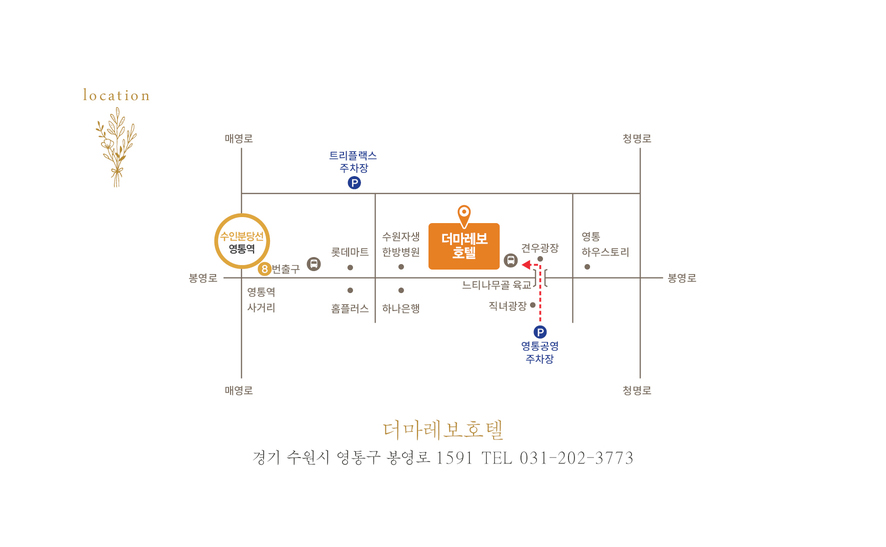 location
매영로
청명로
트리플랙스
주차장
P
수인분당선
영통역
8번출구
롯데마트
수원자생
한방병원
더마레보
호텔
견우광장
영통
하우스토리
봉영로
봉영로
영통역
사거리
홈플러스
하나은행
느티나무골 육교
직녀광장
P
영통공영
주차장
매영로
청명로
더마레보호텔
경기 수원시 영통구 봉영로 1591 TEL 031-202-3773